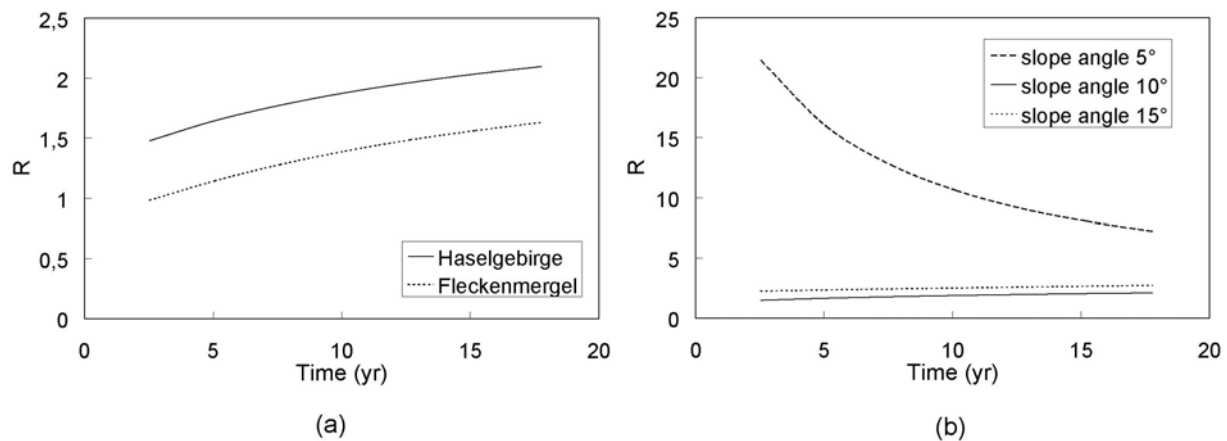 2,5
2
1,5
1
0,5
0
R
0 5 10 15 20
Time (yr)
Haselgebirge
Fleckenmergel
(a)
25
20
15
10
5
0
R
0 5 10 15 20
Time (yr)
slope angle 5°
slope angle 10°
slope angle 15°
(b)